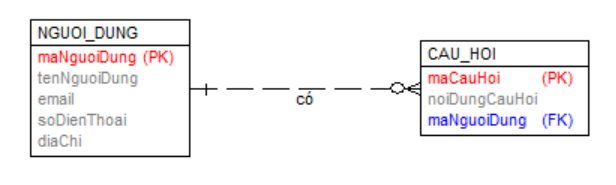 NGUOI_DUNG
maNguoiDung (PK)
tenNguoiDung
email
soDienThoai
diaChi
có
CAU_HOI
maCauHoi (PK)
noiDungCauHoi
maNguoiDung (FK)